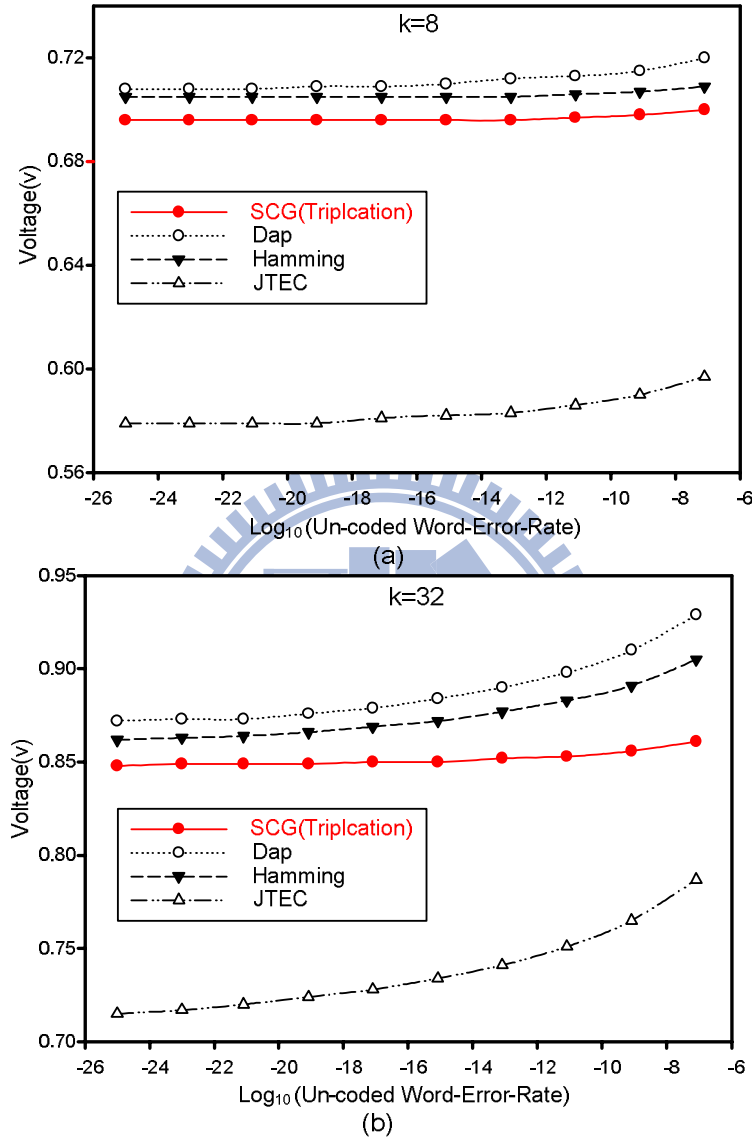 k=8
0.72
0.68
0.64
0.60
0.56
Voltage(v)
SCG(Triplcation)
Dap
Hamming
JTEC
-26 -24 -22 -20 -18 -16 -14 -12 -10 -8 -6
Log10 (Un-coded Word-Error-Rate)
(a)
k=32
0.95
0.90
0.85
0.80
0.75
0.70
Voltage(v)
SCG(Triplcation)
Dap
Hamming
JTEC
-26 -24 -22 -20 -18 -16 -14 -12 -10 -8 -6
Log10 (Un-coded Word-Error-Rate)
(b)